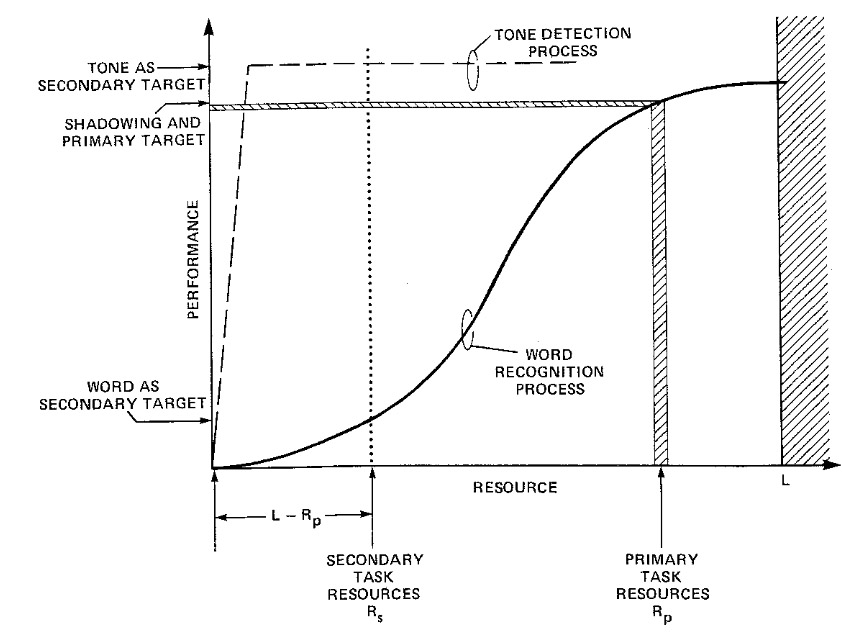 TONE DETECTION
PROCESS
TONE AS
SECONDARY TARGET
SHADOWING AND
PRIMARY TARGET
PERFORMANCE
WORD
RECOGNITION
PROCESS
WORD AS
SECONDARY TARGET
RESOURCE
L
L – Rp
SECONDARY
TASK
RESOURCES
Rs
PRIMARY
TASK
RESOURCES
Rp